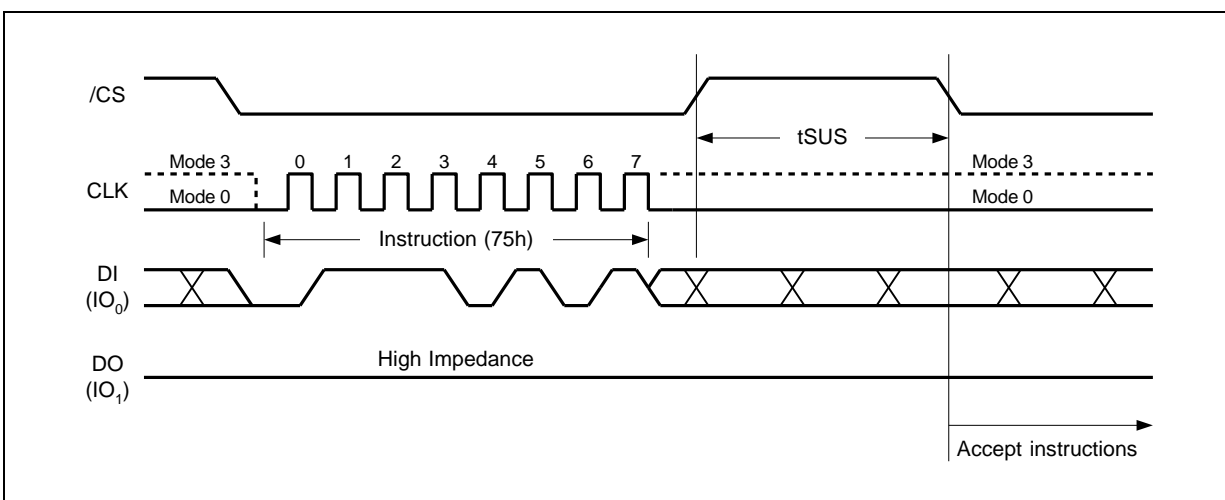 /CS
tSUS
Mode 3 0 1 2 3 4 5 6 7 Mode 3
CLK
Mode 0 Mode 0
Instruction (75h)
DI
(IO0)
High Impedance
DO
(IO1)
Accept instructions